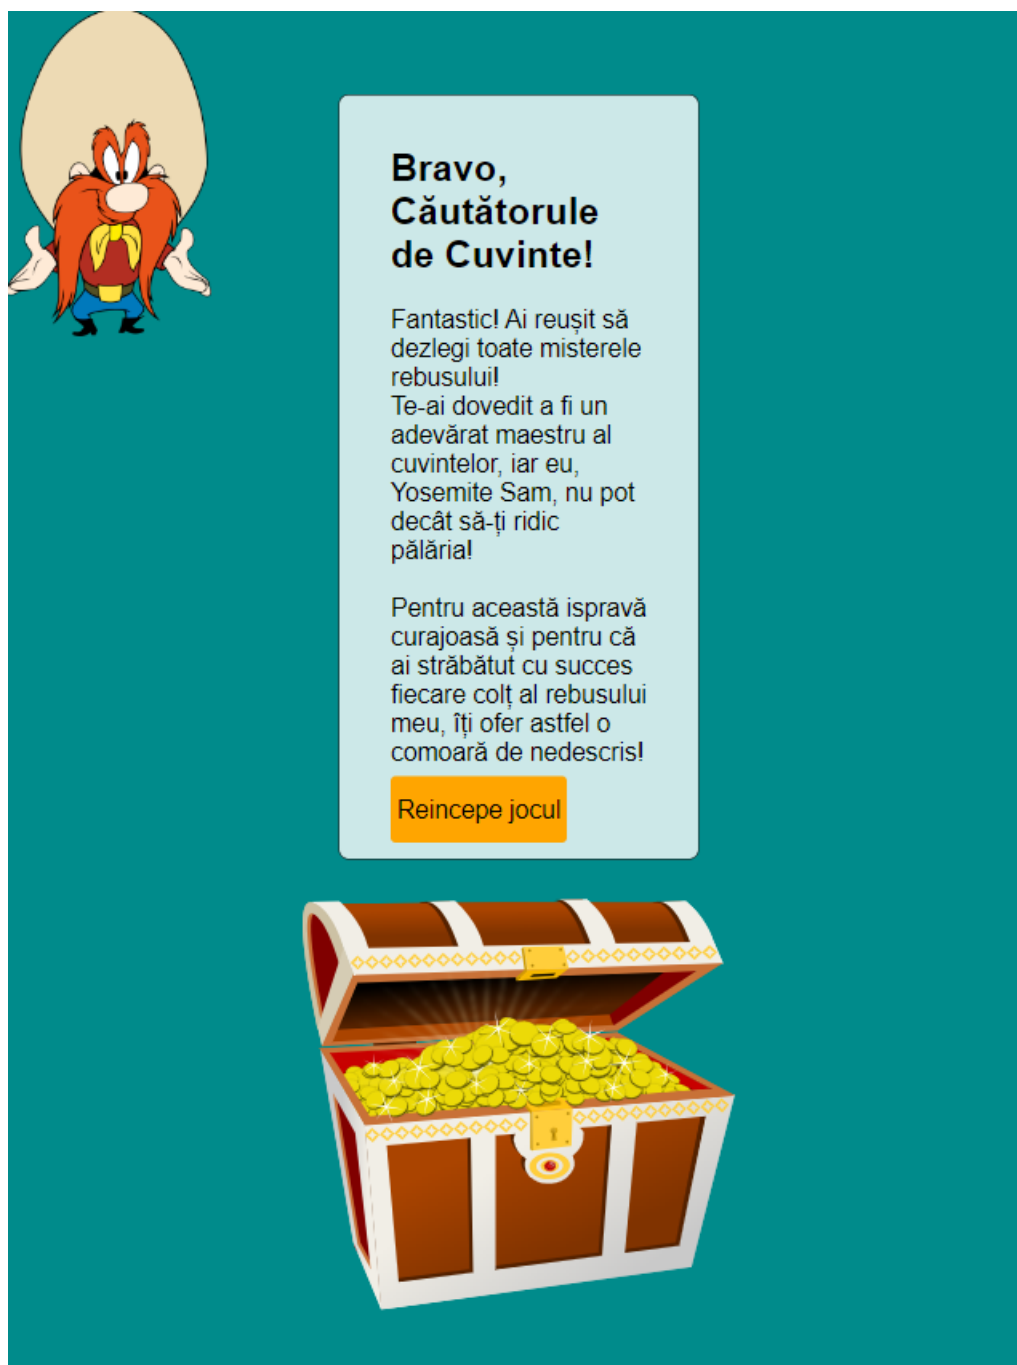 Bravo,
Căutătorule
de Cuvinte!
Fantastic! Ai reușit să
dezlegi toate misterele
rebusului!
Te-ai dovedit a fi un
adevărat maestru al
cuvintelor, iar eu,
Yosemite Sam, nu pot
decât să-ți ridic
pălăria!
Pentru această ispravă
curajoasă și pentru că
ai străbătut cu succes
fiecare colț al rebusului
meu, îți ofer astfel o
comoară de nedescris!
Reincepe jocul